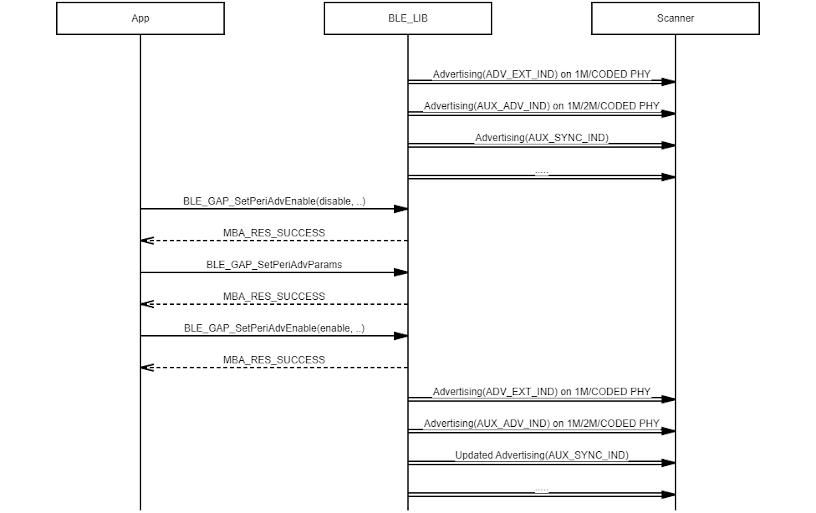 App
BLE_LIB
Scanner
Advertising(ADV_EXT_IND) on 1M/CODED PHY
Advertising(AUX_ADV_IND) on 1M/2M/CODED PHY
Advertising(AUX_SYNC_IND)
.....
BLE_GAP_SetPeriAdvEnable(disable, ..)
MBA_RES_SUCCESS
BLE_GAP_SetPeriAdvParams
MBA_RES_SUCCESS
BLE_GAP_SetPeriAdvEnable(enable, ..)
MBA_RES_SUCCESS
Advertising(ADV_EXT_IND) on 1M/CODED PHY
Advertising(AUX_ADV_IND) on 1M/2M/CODED PHY
Updated Advertising(AUX_SYNC_IND)
.....